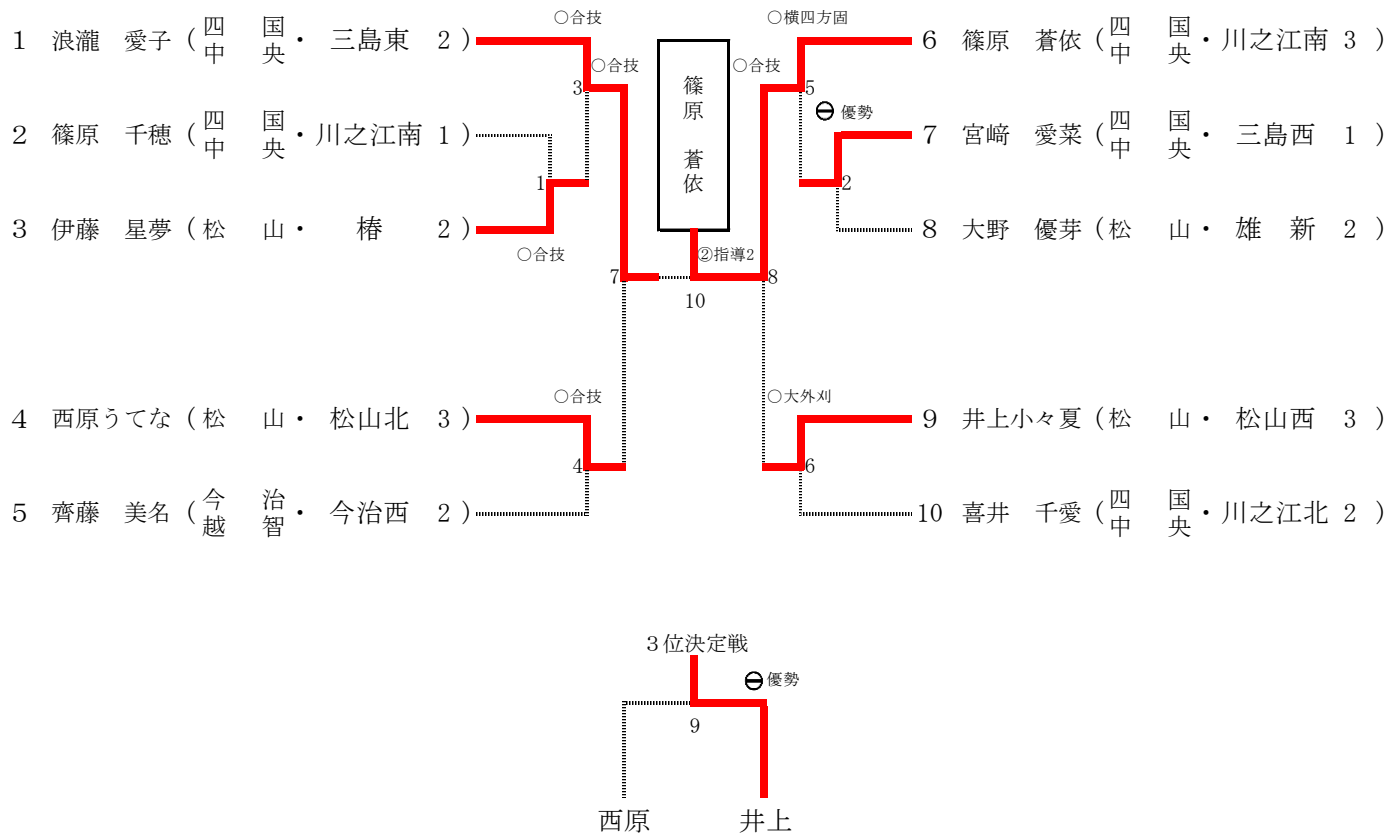 ○合技
○横四方固
1 浪瀧 愛子 (四国中央・三島東 2)
6 篠原 蒼依 (四国中央・川之江南 3)
○合技
○合技
篠原 蒼依
3
5
⊖ 優勢
2 篠原 千穂 (四国中央・川之江南 1)
7 宮﨑 愛菜 (四国中央・三島西 1)
1
2
3 伊藤 星夢 (松山・椿 2)
8 大野 優芽 (松山・雄新 2)
○合技
②指導2
7
10
8
○合技
○大外刈
4 西原うてな (松山・松山北 3)
9 井上小々夏 (松山・松山西 3)
4
6
5 齊藤 美名 (今治越智・今治西 2)
10 喜井 千愛 (四国中央・川之江北 2)
3位決定戦
⊖ 優勢
9
西原
井上